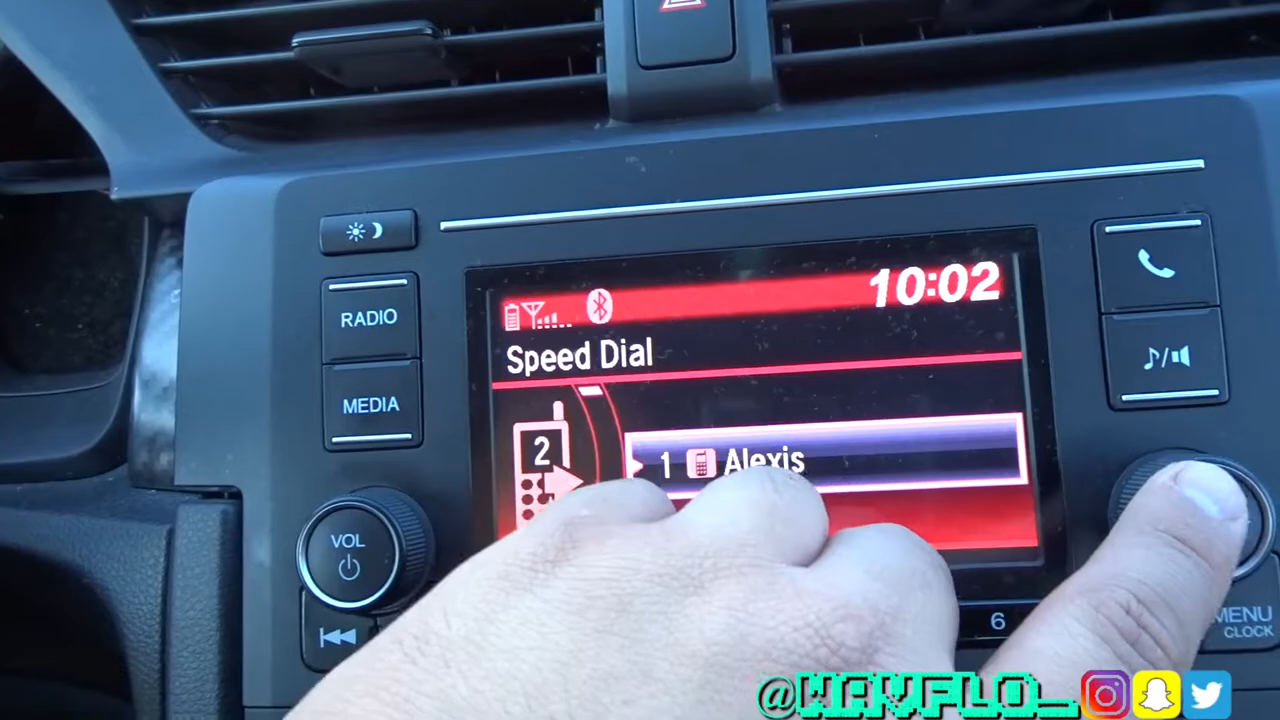 RADIO
MEDIA
VOL
10:02
Speed Dial
2
1 Alexis
6
MENU
CLOCK
@WAVFLO_